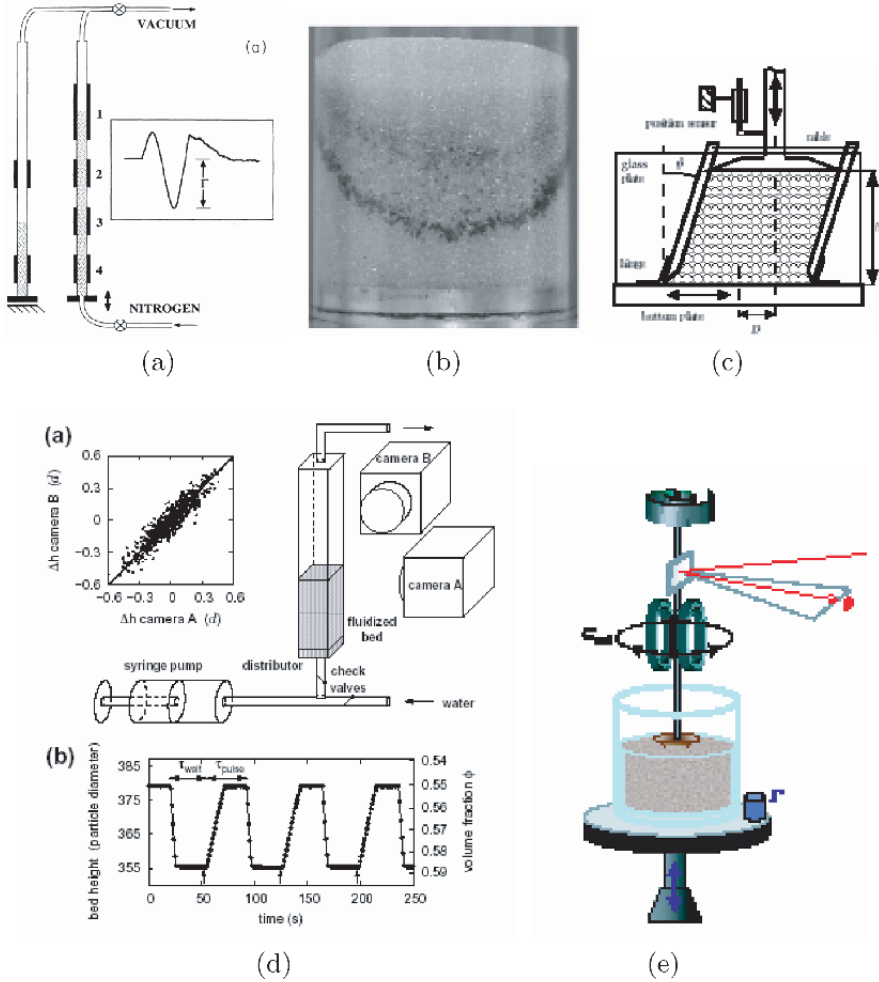 VACUUM
(a)
1
2
3
4
Γ
NITROGEN
(a)
(b)
position sensor
cable
glass
plate
hinge
bottom plate
(c)
(a)
0.6
0.3
0
−0.3
−0.6
Δh camera B (d)
−0.6 −0.3 0 0.3 0.6
Δh camera A (d)
camera B
camera A
fluidized
bed
syringe pump
distributor
check
valves
water
(b)
τwait
τpulse
385
375
365
355
bed height (particle diameter)
0.54
0.55
0.56
0.57
0.58
0.59
volume fraction ϕ
0 50 100 150 200 250
time (s)
(d)
(e)